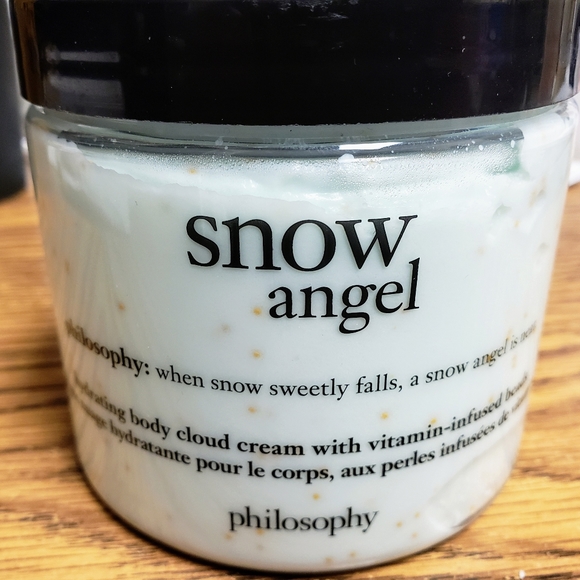 snow
angel
philosophy: when snow sweetly falls, a snow angel is
hydrating body cloud cream with vitamin-infused beads
hydratante pour le corps, aux perles infusées de
philosophy